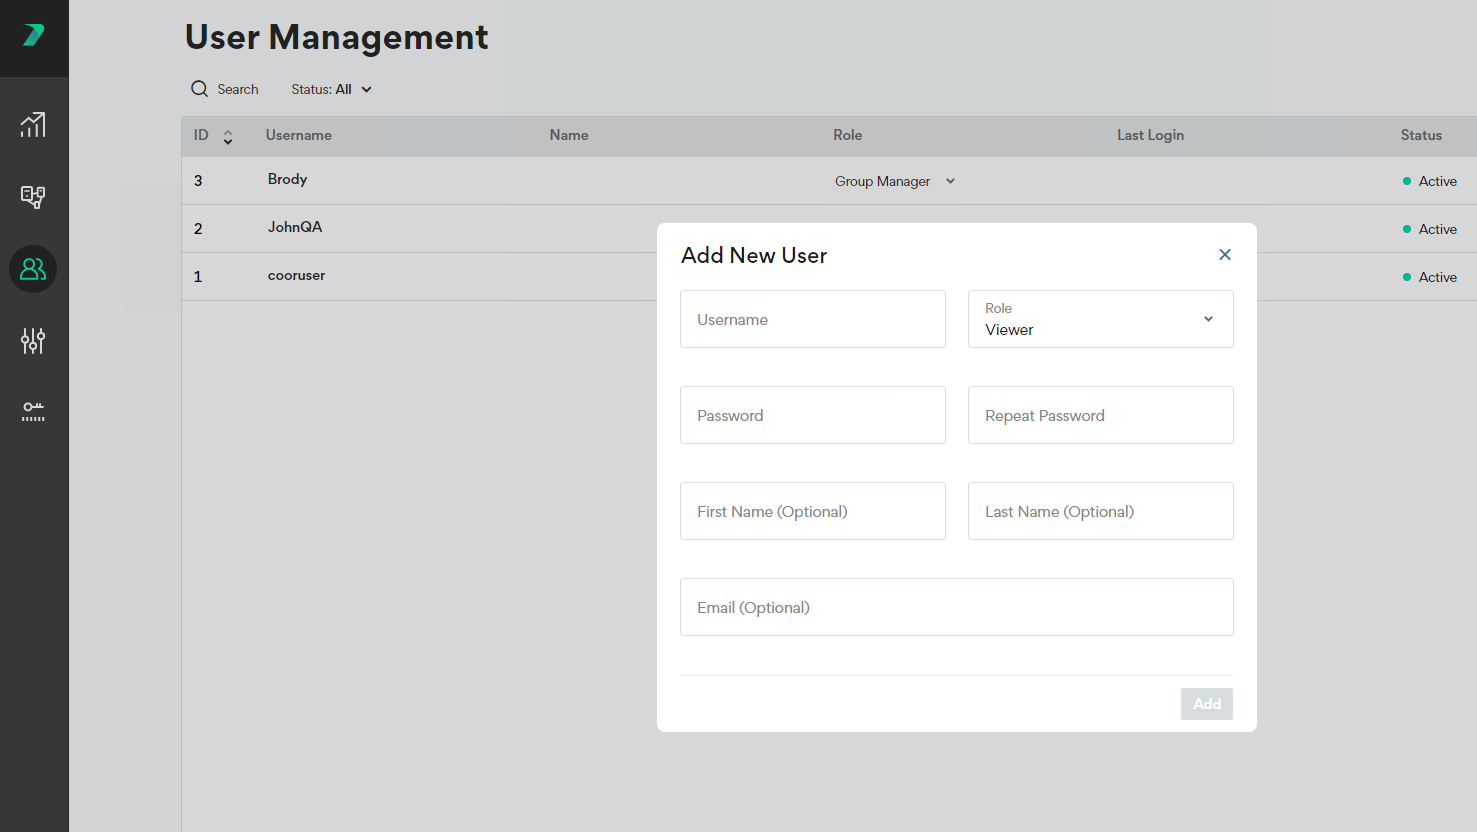 User Management
Search Status: All
ID Username Name Role Last Login Status
3 Brody Group Manager Active
2 JohnQA Active
1 cooruser Active
Add New User
Username Role
Viewer
Password Repeat Password
First Name (Optional) Last Name (Optional)
Email (Optional)
Add